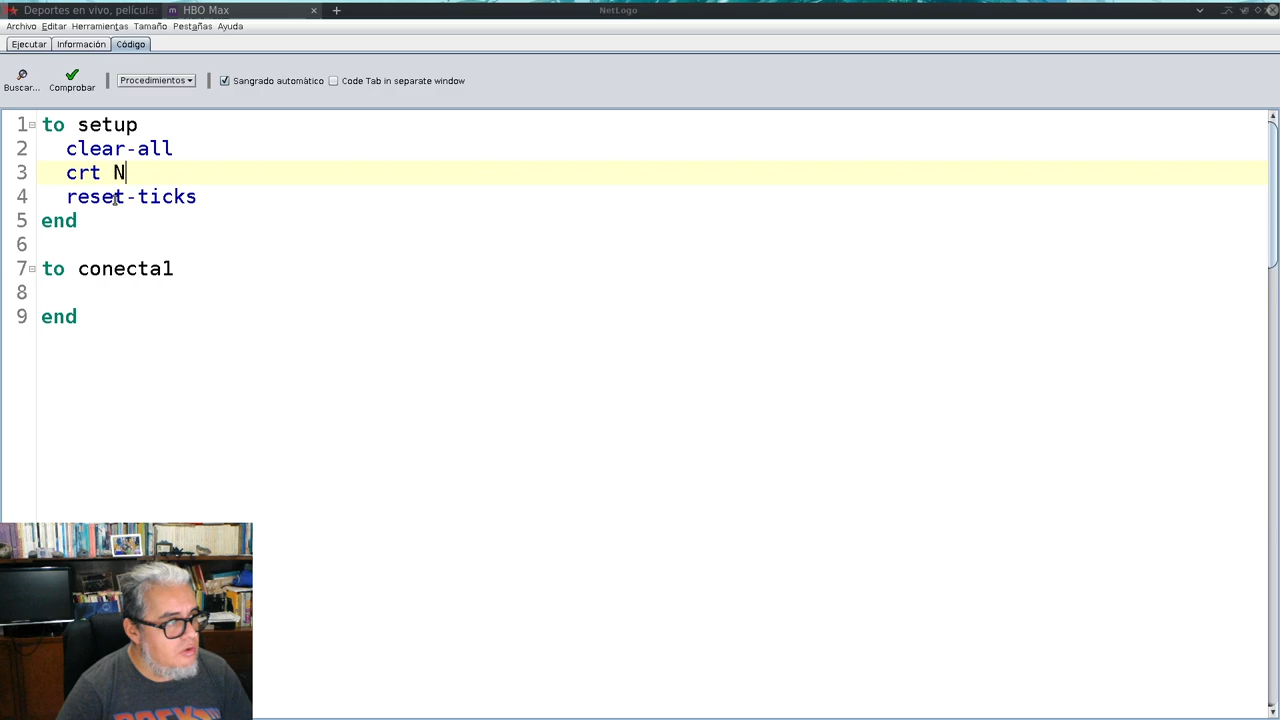 Deportes en vivo, película
HBO Max
NetLogo
Archivo Editar Herramientas Tamaño Pestañas Ayuda
Ejecutar Información Código
Buscar... Comprobar Procedimientos Sangrado automático Code Tab in separate window
1 to setup
2 clear-all
3 crt N
4 reset-ticks
5 end
6
7 to conecta1
8
9 end